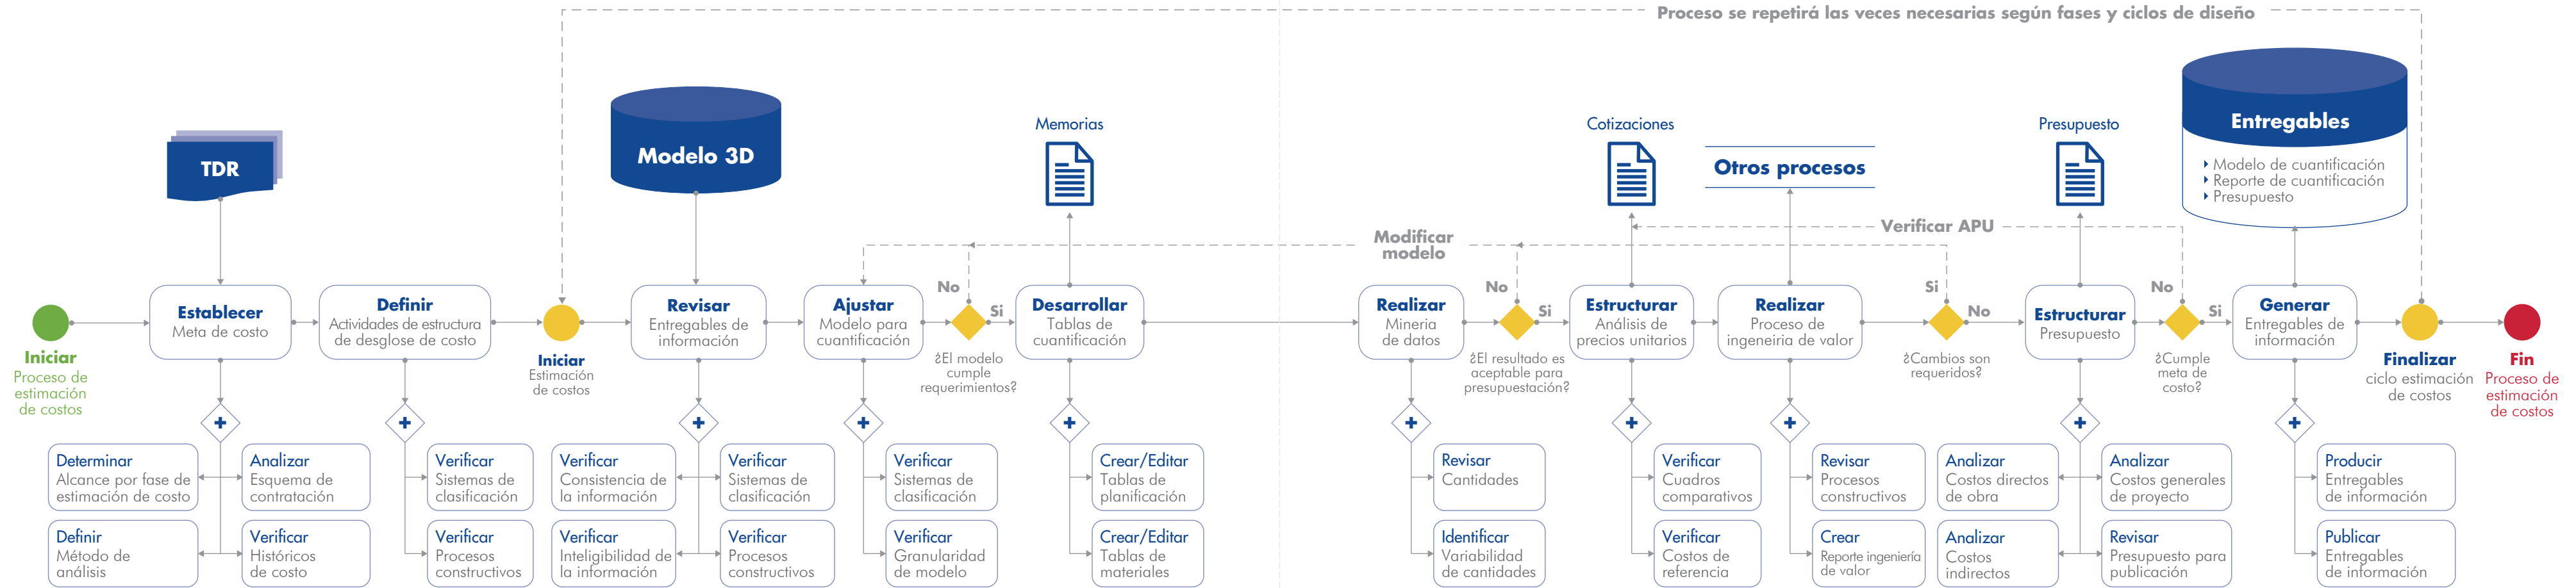 Proceso se repetirá las veces necesarias según fases y ciclos de diseño
TDR
Modelo 3D
Memorias
Cotizaciones
Otros procesos
Presupuesto
Entregables
Modelo de cuantificación
Reporte de cuantificación
Presupuesto
Modificar
modelo
Verificar APU
Iniciar
Proceso de
estimación
de costos
Establecer
Meta de costo
Definir
Actividades de estructura
de desglose de costo
Iniciar
Estimación
de costos
Revisar
Entregables de
información
Ajustar
Modelo para
cuantificación
No
Si
¿El modelo
cumple
requerimientos?
Desarrollar
Tablas de
cuantificación
Realizar
Mineria
de datos
No
Si
¿El resultado es
aceptable para
presupuestación?
Estructurar
Análisis de
precios unitarios
Realizar
Proceso de
ingeneiria de valor
Si
No
¿Cambios son
requeridos?
Estructurar
Presupuesto
No
Si
¿Cumple
meta de
costo?
Generar
Entregables de
información
Finalizar
ciclo estimación
de costos
Fin
Proceso de
estimación
de costos
Determinar
Alcance por fase de
estimación de costo
Analizar
Esquema de
contratación
Definir
Método de
análisis
Verificar
Históricos
de costo
Verificar
Sistemas de
clasificación
Verificar
Procesos
constructivos
Verificar
Consistencia de
la información
Verificar
Sistemas de
clasificación
Verificar
Inteligibilidad de
la información
Verificar
Procesos
constructivos
Verificar
Sistemas de
clasificación
Verificar
Granularidad
de modelo
Crear/Editar
Tablas de
planificación
Crear/Editar
Tablas de
materiales
Revisar
Cantidades
Identificar
Variabilidad
de cantidades
Verificar
Cuadros
comparativos
Verificar
Costos de
referencia
Revisar
Procesos
constructivos
Crear
Reporte ingeniería
de valor
Analizar
Costos directos
de obra
Analizar
Costos generales
de proyecto
Analizar
Costos
indirectos
Revisar
Presupuesto para
publicación
Producir
Entregables
de información
Publicar
Entregables
de información